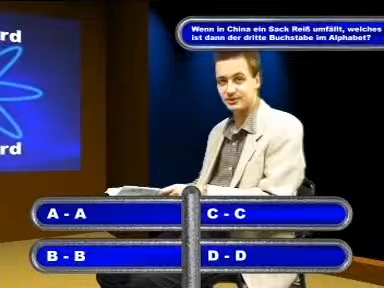 rd
rd
Wenn in China ein Sack Reiß umfällt, welches
ist dann der dritte Buchstabe im Alphabet?
A - A
C - C
B - B
D - D